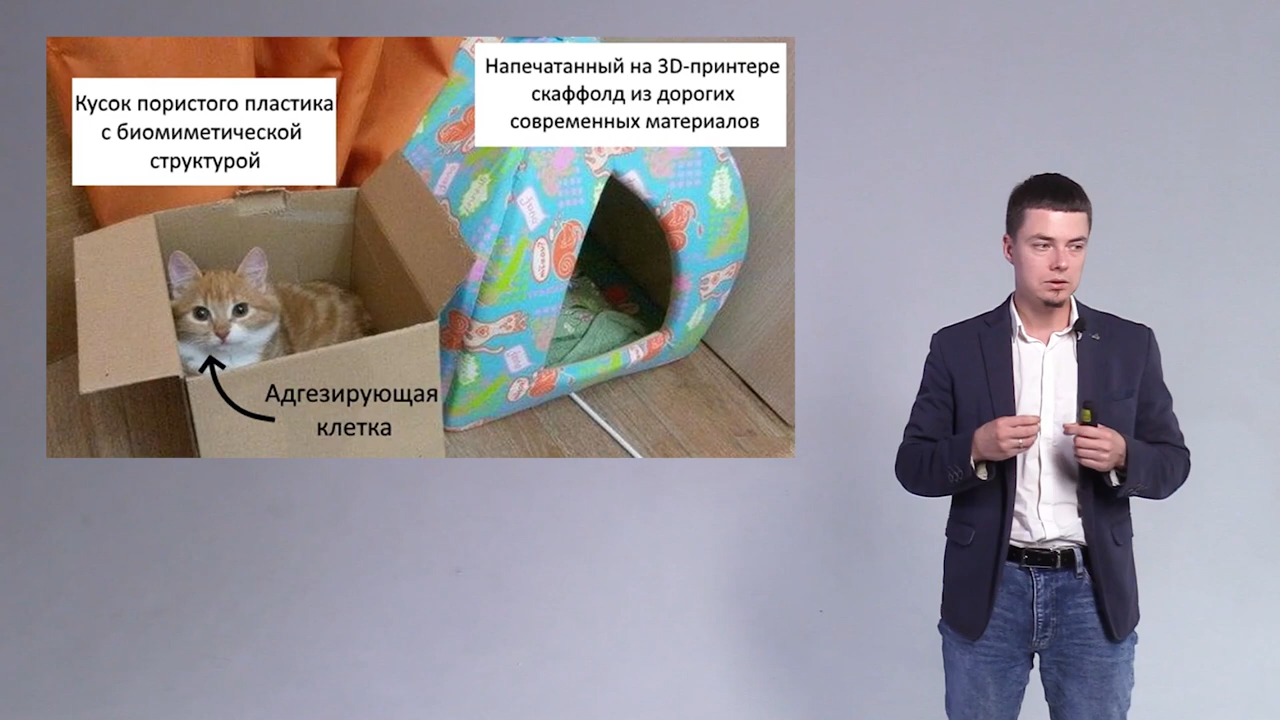 Кусок пористого пластика
с биомиметической
структурой
Напечатанный на 3D-принтере
скаффолд из дорогих
современных материалов
Адгезирующая
клетка